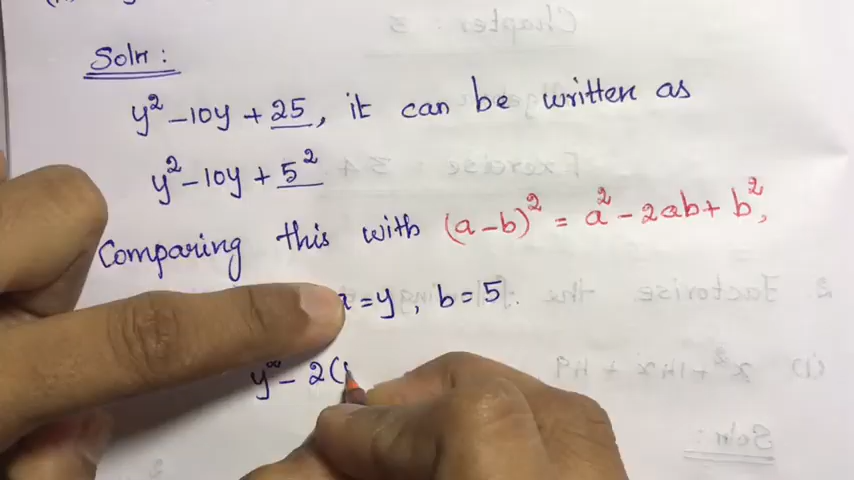 Soln :
y² - 10y + 25, it can be written as
y² - 10y + 5²
Comparing this with (a - b)² = a² - 2ab + b²,
a = y, b = 5.
y² - 2(